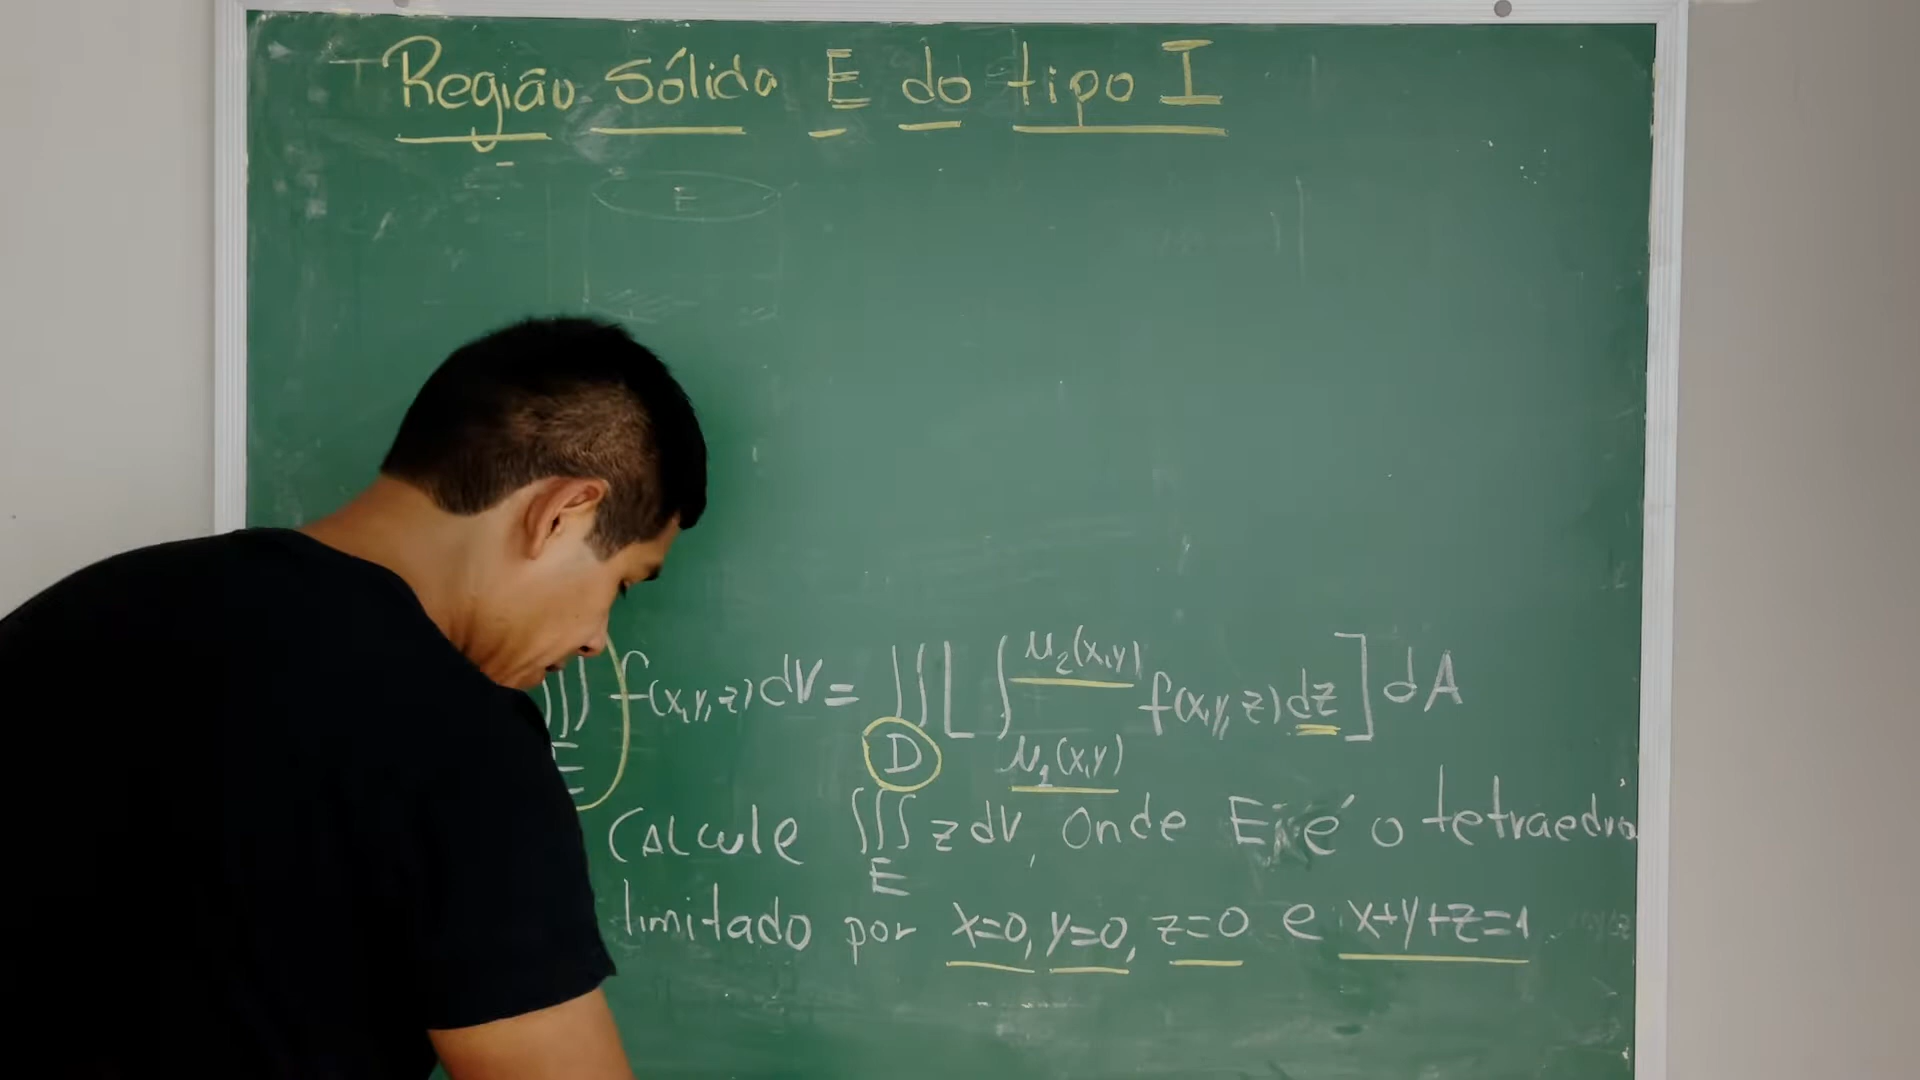 Região Sólida E do tipo I
E
∭ f(x,y,z)dV = ∬ [ ∫ f(x,y,z)dz ] dA
E D u₁(x,y) u₂(x,y)
Calcule ∭ z dV, Onde E é o tetraedro
E
limitado por x=0, y=0, z=0 e x+y+z=1